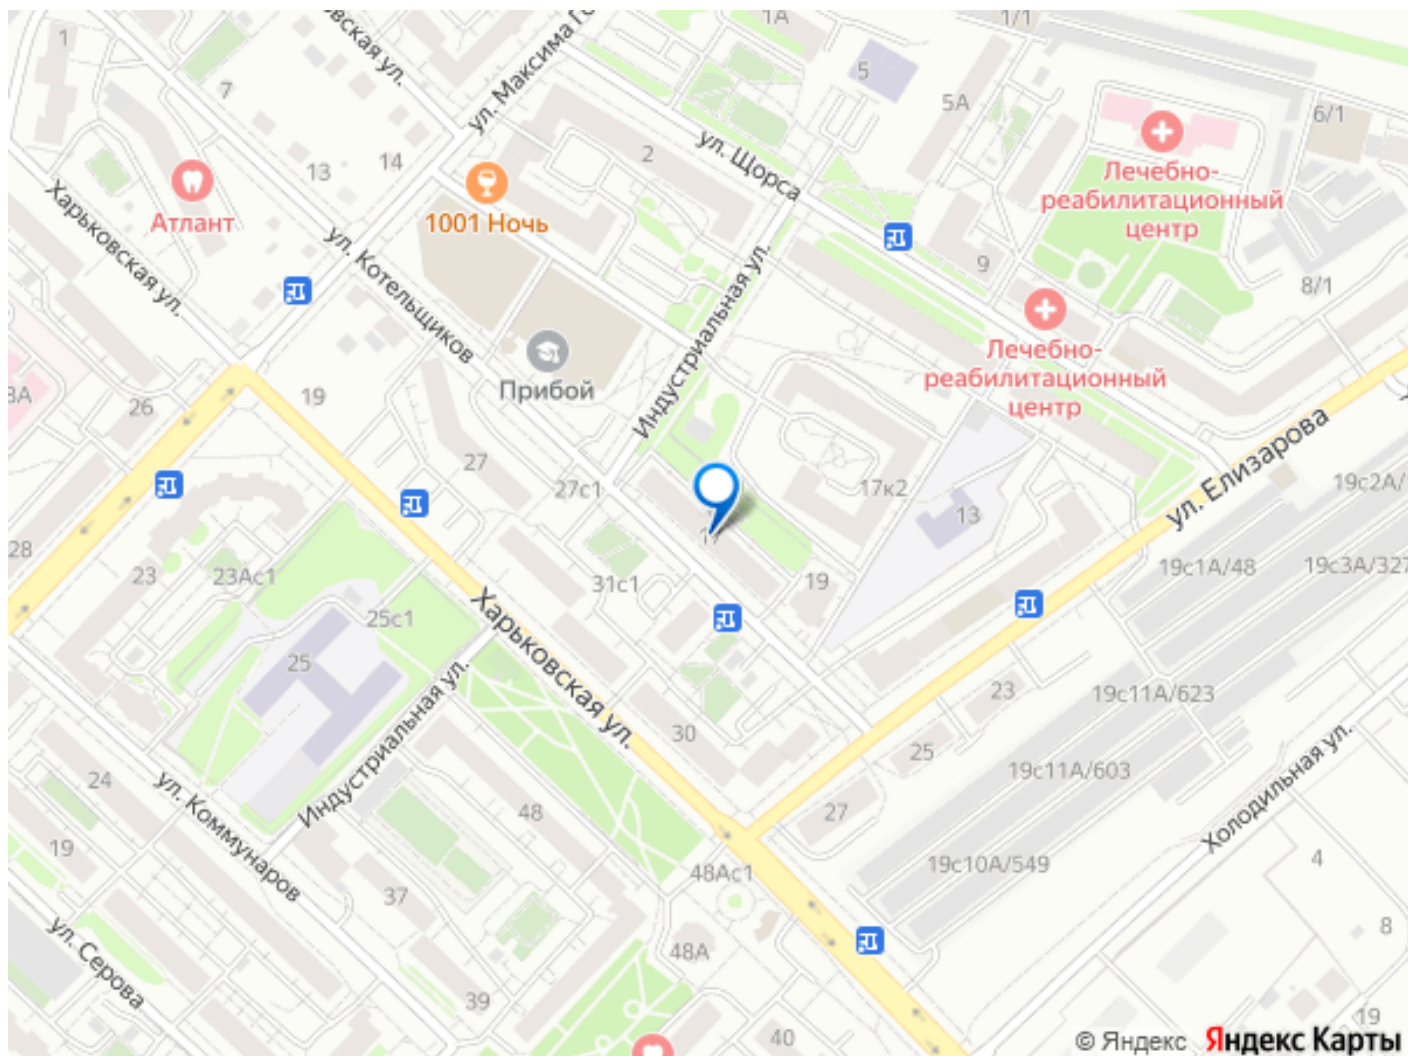 1
7
13
14
Атлант
Харьковская ул.
вская ул.
ул. Максима Г
1001 Ночь
ул. Котельщиков
Прибой
2
1А
ул. Щорса
5
5А
1/1
6/1
Лечебно-
реабилитационный
центр
8/1
9
Лечебно-
реабилитационный
центр
Индустриальная ул.
ул. Елизарова
26
19
27
27с1
17к2
13
19с2А/
19с1А/48
19с3А/327
28
23
23Ас1
25с1
25
31с1
19
Харьковская ул.
Индустриальная ул.
30
23
25
27
19с11А/623
19с11А/603
19с10А/549
Холодильная ул.
24
19
ул. Коммунаров
ул. Серова
48
37
39
48Ас1
48А
40
4
8
19
© Яндекс Яндекс Карты